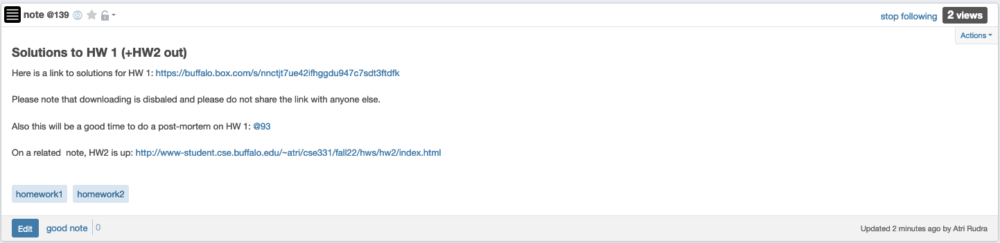 note @139
stop following 2 views
Actions
Solutions to HW 1 (+HW2 out)
Here is a link to solutions for HW 1: https://buffalo.box.com/s/nnctjt7ue42ifhggdu947c7sdt3ftdfk
Please note that downloading is disbaled and please do not share the link with anyone else.
Also this will be a good time to do a post-mortem on HW 1: @93
On a related  note, HW2 is up: http://www-student.cse.buffalo.edu/~atri/cse331/fall22/hws/hw2/index.html
homework1 homework2
Edit good note 0
Updated 2 minutes ago by Atri Rudra